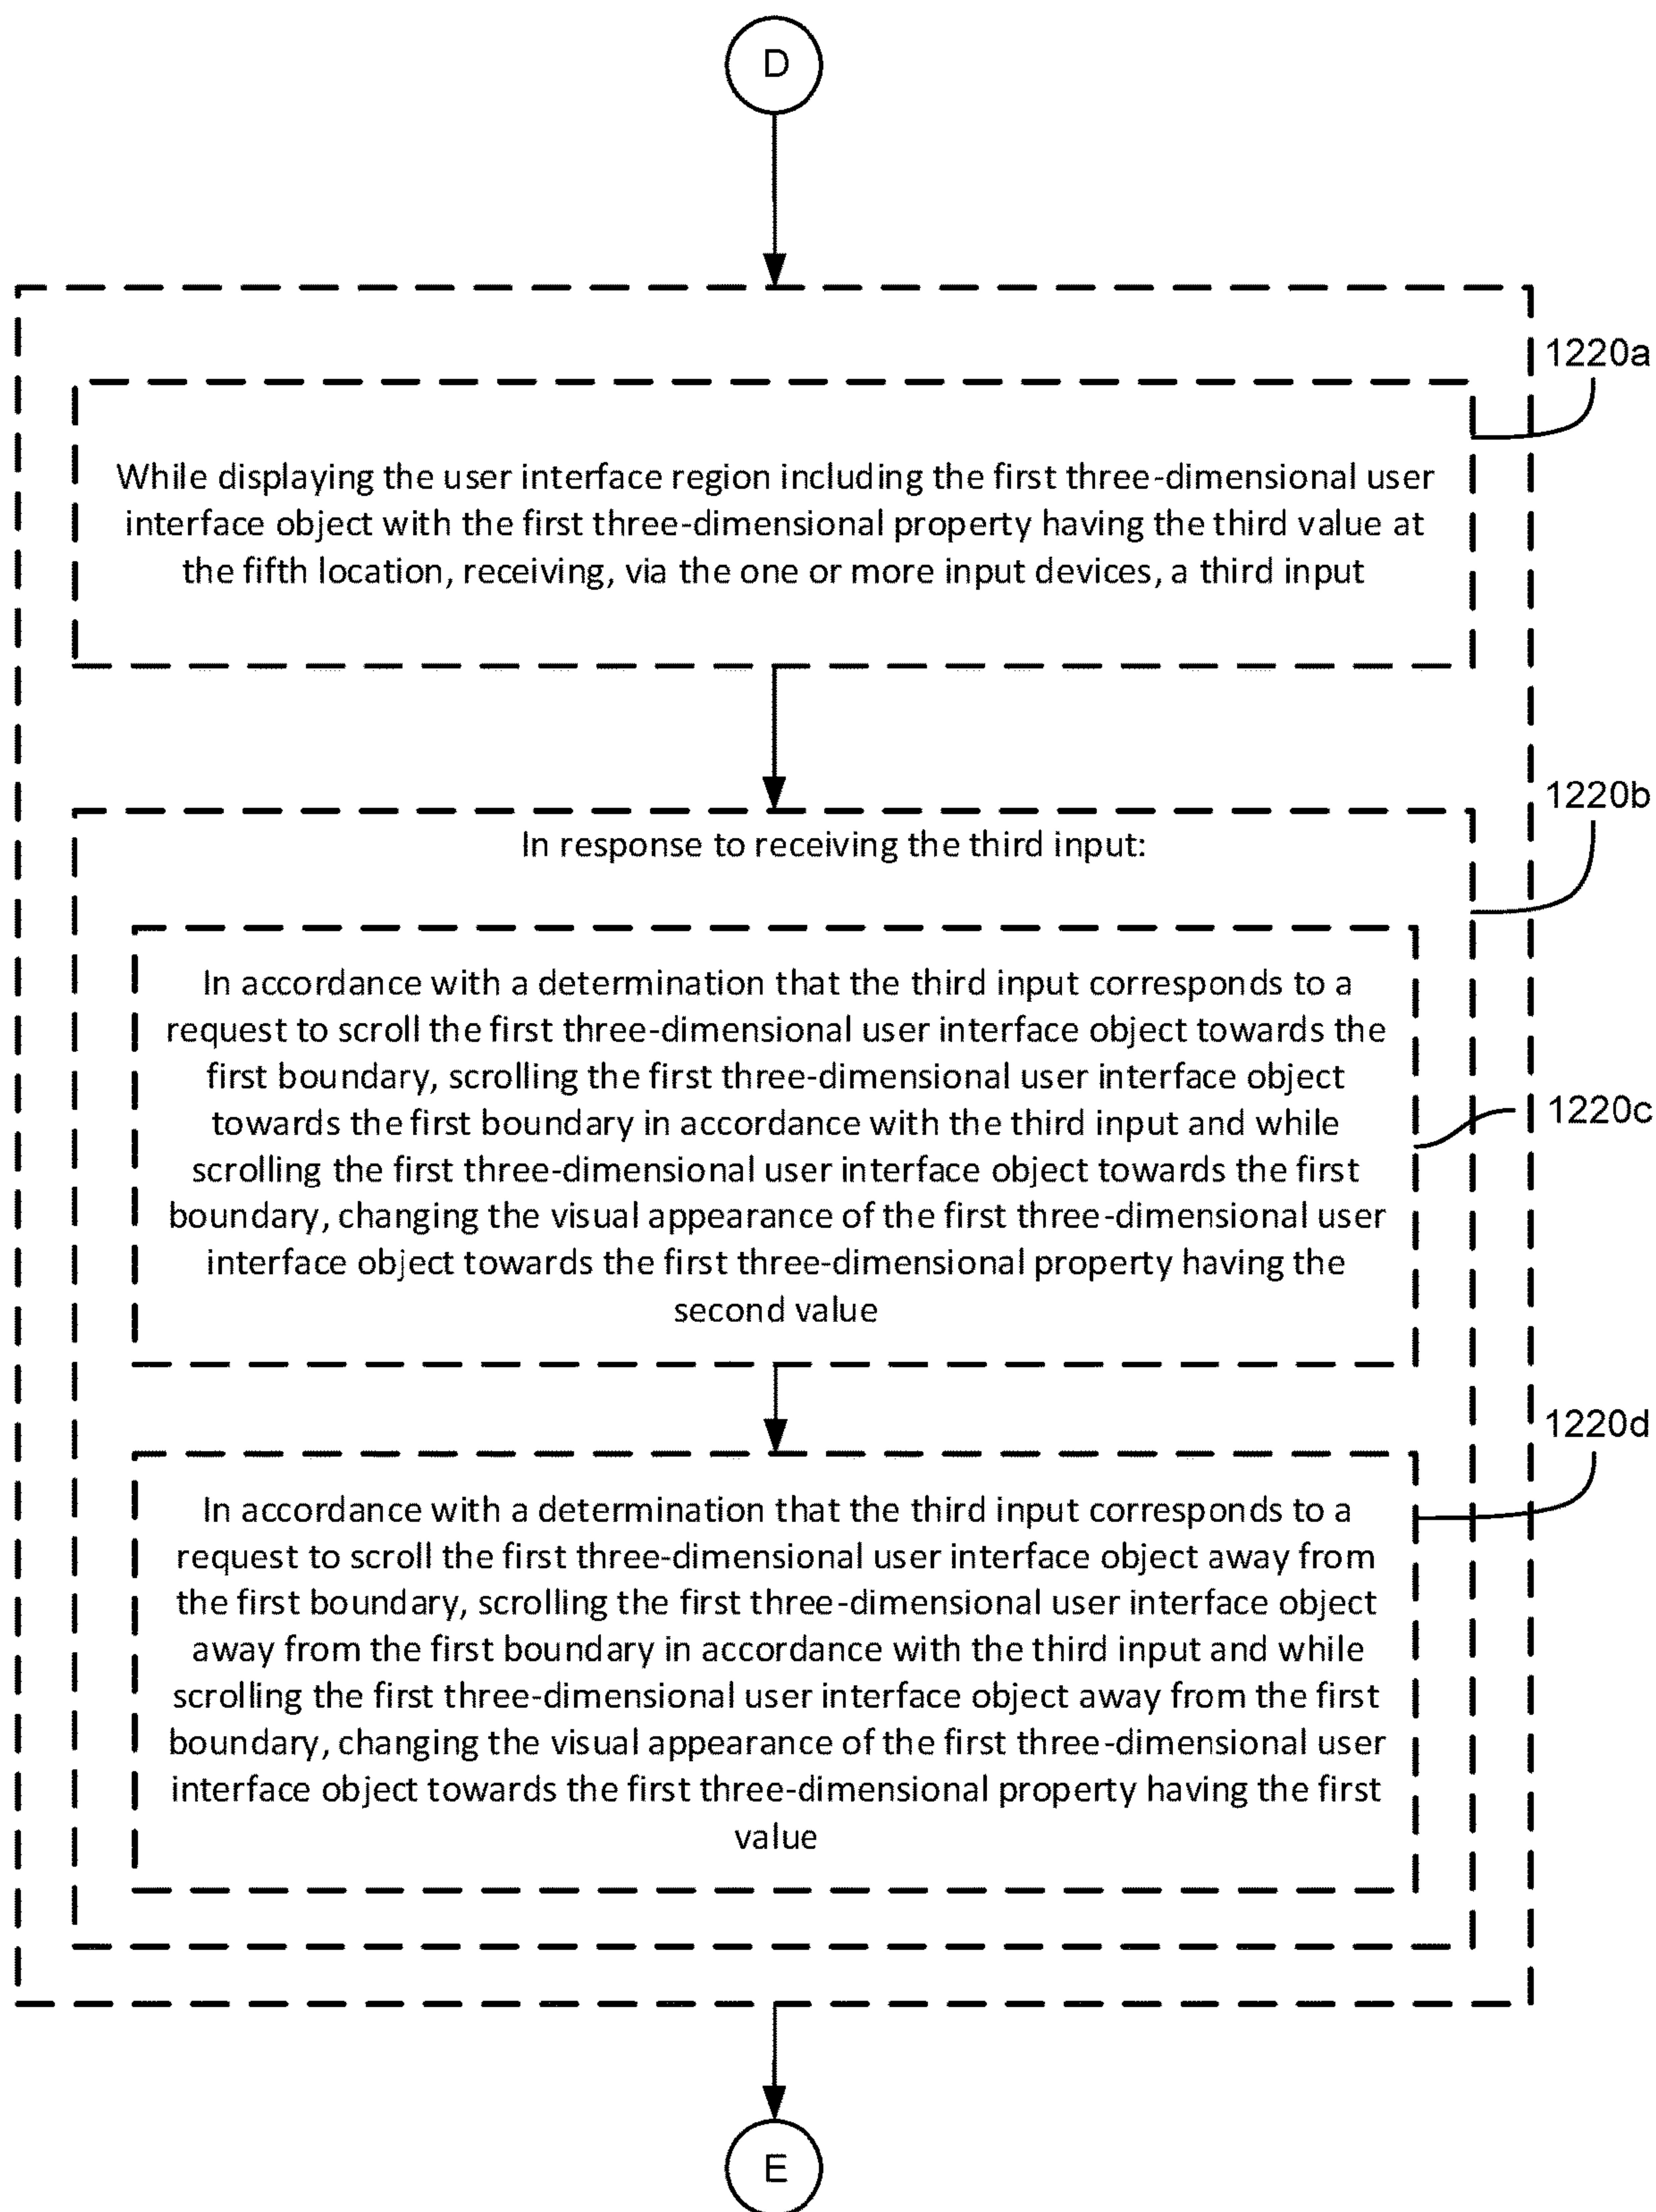 D
1220a
While displaying the user interface region including the first three-dimensional user
interface object with the first three-dimensional property having the third value at
the fifth location, receiving, via the one or more input devices, a third input
1220b
In response to receiving the third input:
In accordance with a determination that the third input corresponds to a
request to scroll the first three-dimensional user interface object towards the
first boundary, scrolling the first three-dimensional user interface object
towards the first boundary in accordance with the third input and while
scrolling the first three-dimensional user interface object towards the first
boundary, changing the visual appearance of the first three-dimensional user
interface object towards the first three-dimensional property having the
second value
1220c
1220d
In accordance with a determination that the third input corresponds to a
request to scroll the first three-dimensional user interface object away from
the first boundary, scrolling the first three-dimensional user interface object
away from the first boundary in accordance with the third input and while
scrolling the first three-dimensional user interface object away from the first
boundary, changing the visual appearance of the first three-dimensional user
interface object towards the first three-dimensional property having the first
value
E